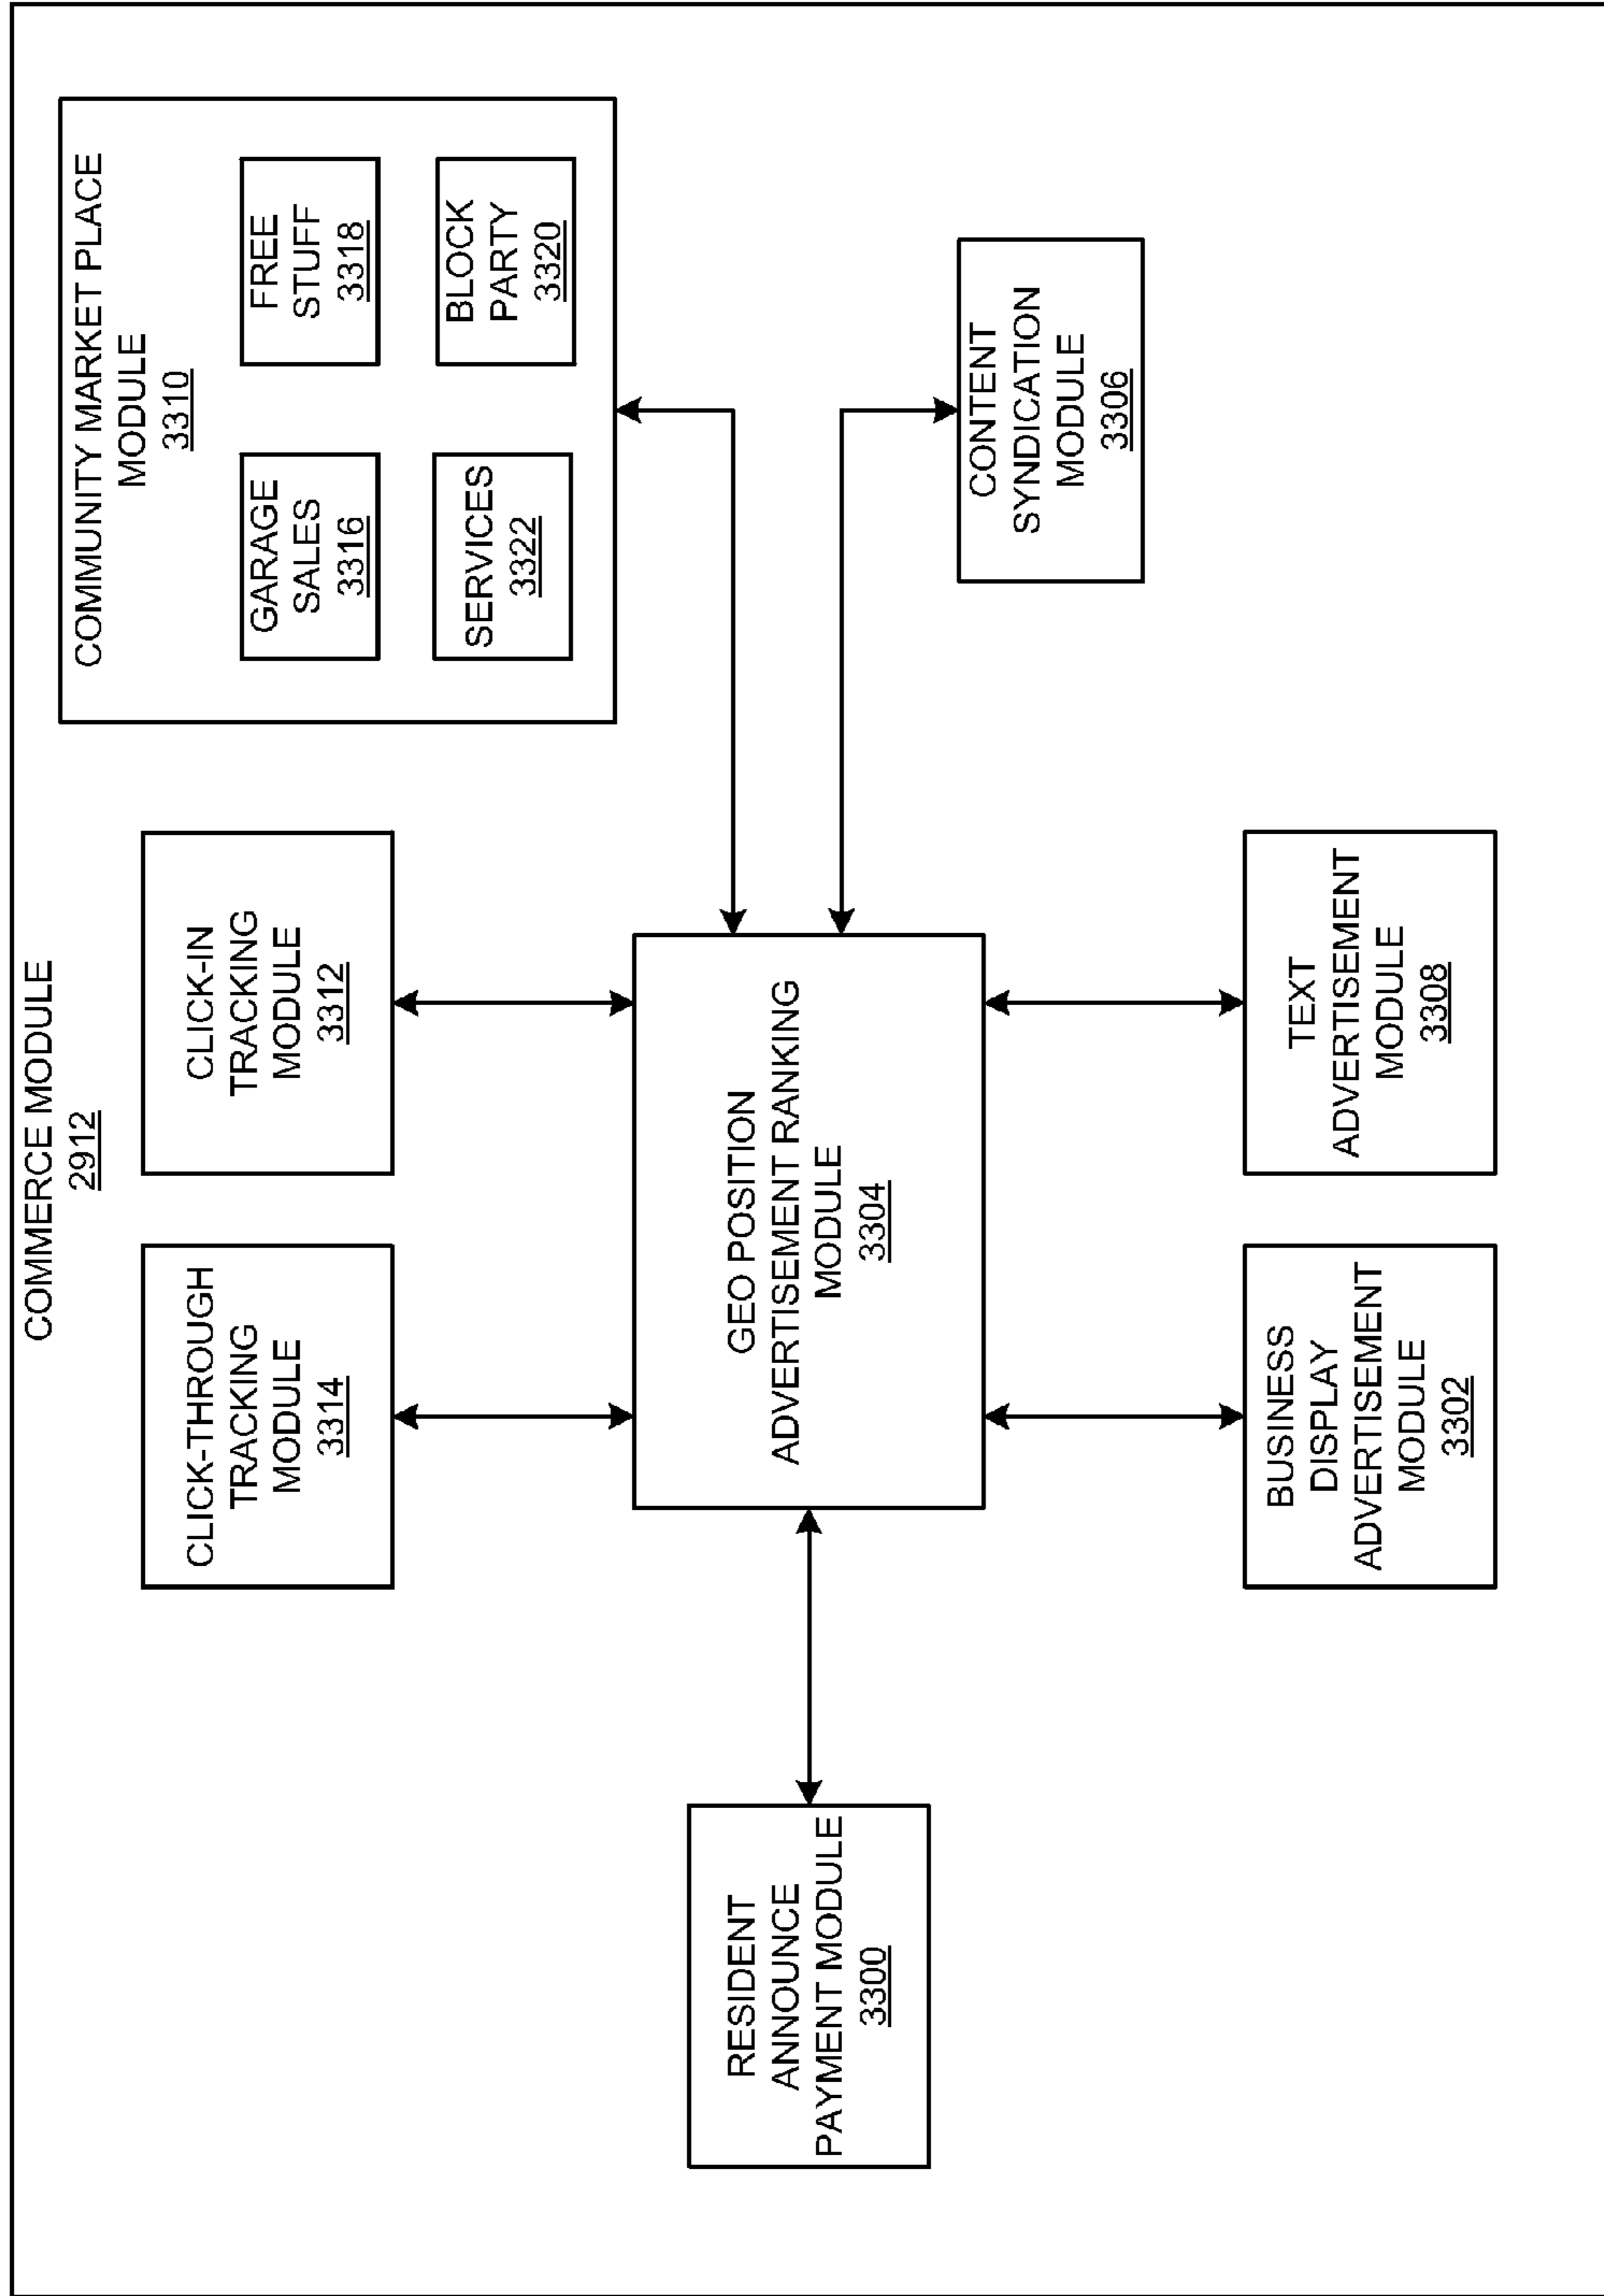 COMMERCE MODULE
2912
CLICK-THROUGH
TRACKING
MODULE
3314
CLICK-IN
TRACKING
MODULE
3312
COMMUNITY MARKET PLACE
MODULE
3310
GARAGE
SALES
3316
FREE
STUFF
3318
SERVICES
3322
BLOCK
PARTY
3320
RESIDENT
ANNOUNCE
PAYMENT MODULE
3300
GEO POSITION
ADVERTISEMENT RANKING
MODULE
3304
CONTENT
SYNDICATION
MODULE
3306
BUSINESS
DISPLAY
ADVERTISEMENT
MODULE
3302
TEXT
ADVERTISEMENT
MODULE
3308